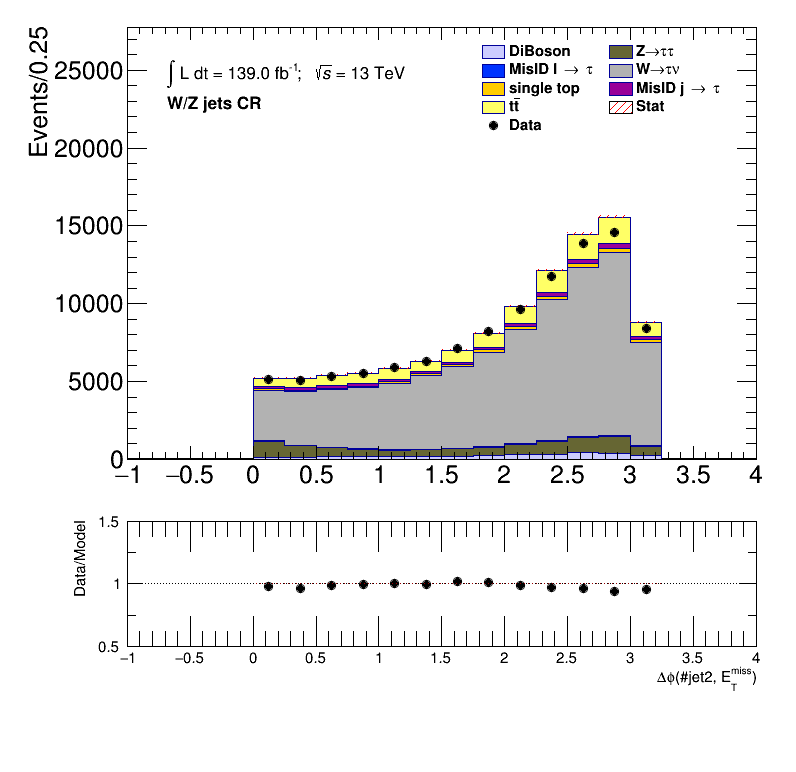 Events/0.25
25000
20000
15000
10000
5000
0
∫ L dt = 139.0 fb⁻¹; √s = 13 TeV
W/Z jets CR
DiBoson
Z→ττ
MisID l → τ
W→τν
single top
MisID j → τ
tt̄
Stat
Data
−1 −0.5 0 0.5 1 1.5 2 2.5 3 3.5 4
Data/Model
1.5
1
0.5
−1 −0.5 0 0.5 1 1.5 2 2.5 3 3.5 4
Δϕ(#jet2, E_T^miss)